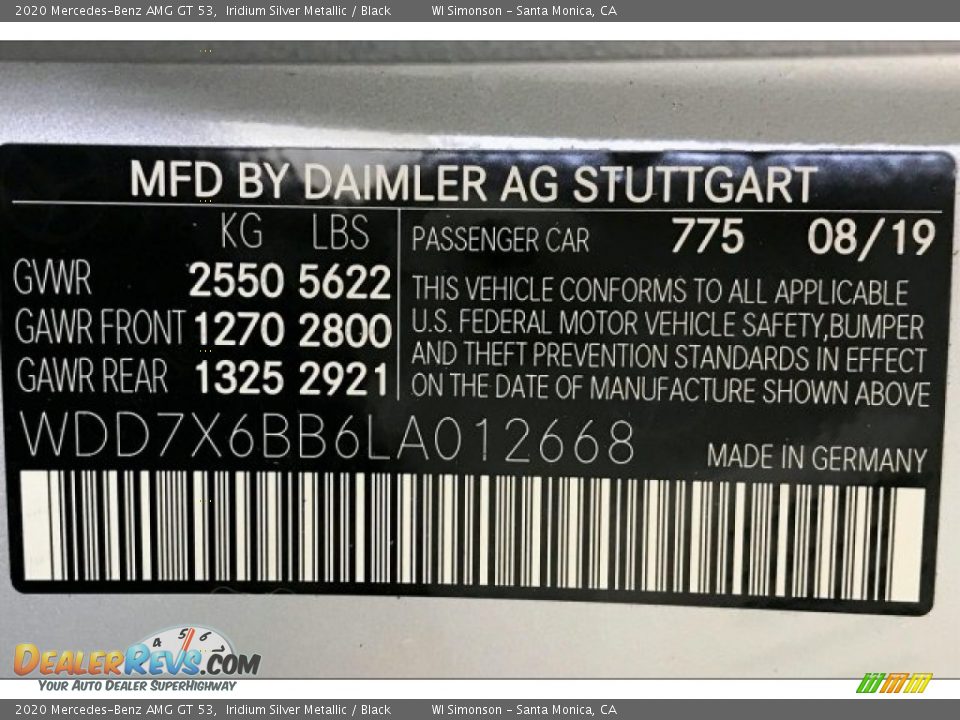 2020 Mercedes-Benz AMG GT 53, Iridium Silver Metallic / Black WI Simonson - Santa Monica, CA
MFD BY DAIMLER AG STUTTGART
KG LBS
GVWR 2550 5622
GAWR FRONT 1270 2800
GAWR REAR 1325 2921
PASSENGER CAR 775 08/19
THIS VEHICLE CONFORMS TO ALL APPLICABLE
U.S. FEDERAL MOTOR VEHICLE SAFETY,BUMPER
AND THEFT PREVENTION STANDARDS IN EFFECT
ON THE DATE OF MANUFACTURE SHOWN ABOVE
WDD7X6BB6LA012668
MADE IN GERMANY
4 5 6 7
DEALERREVS.COM
YOUR AUTO DEALER SUPERHIGHWAY
2020 Mercedes-Benz AMG GT 53, Iridium Silver Metallic / Black WI Simonson - Santa Monica, CA